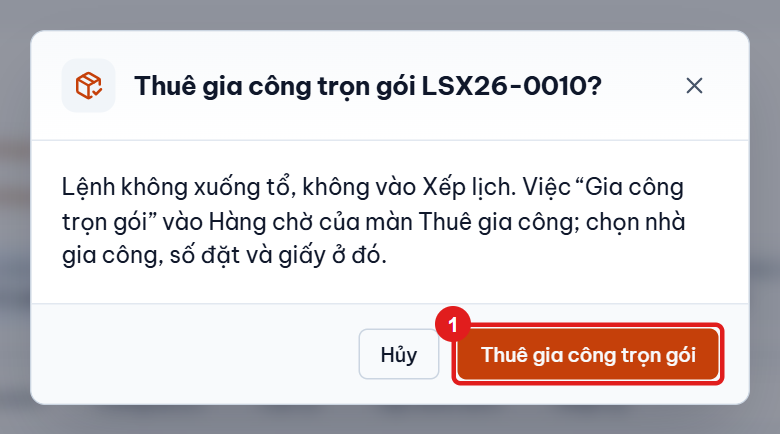 Thuê gia công trọn gói LSX26-0010?
Lệnh không xuống tổ, không vào Xếp lịch. Việc “Gia công
trọn gói” vào Hàng chờ của màn Thuê gia công; chọn nhà
gia công, số đặt và giấy ở đó.
1
Hủy
Thuê gia công trọn gói